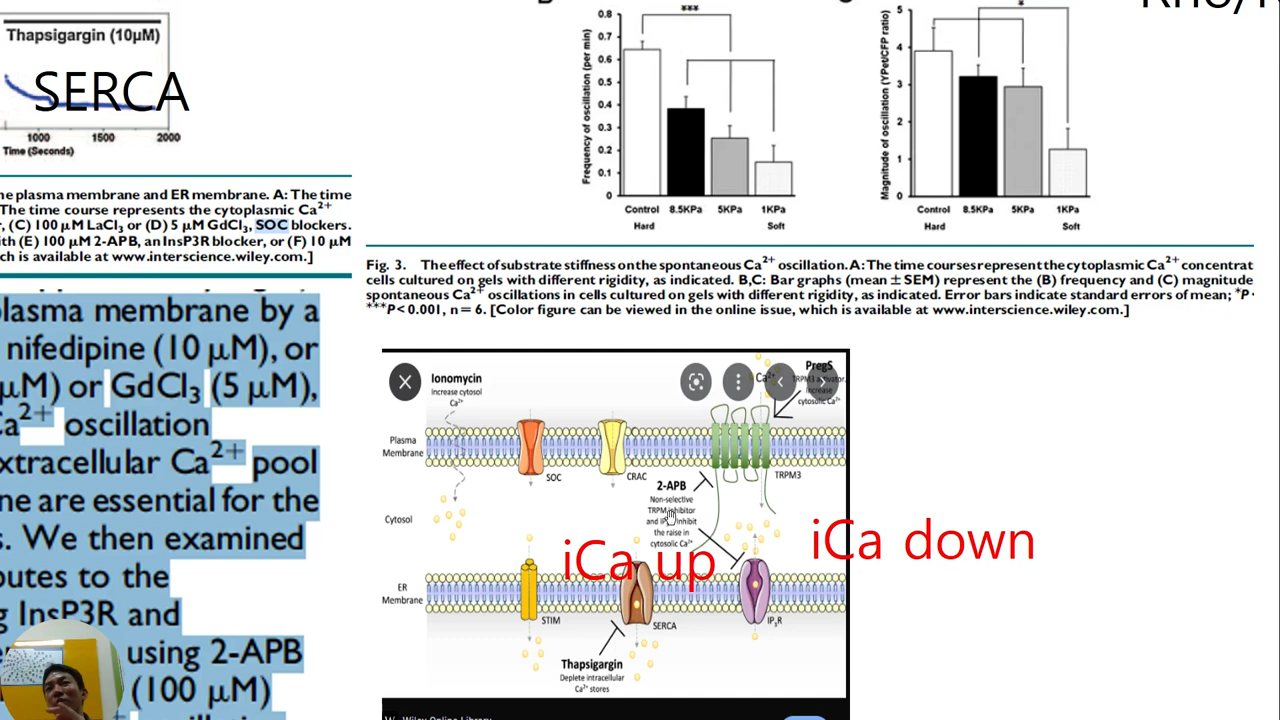 Thapsigargin (10µM)
SERCA
1000 1500 2000
Time (Seconds)
ne plasma membrane and ER membrane. A: The time
The time course represents the cytoplasmic Ca2+
r, (C) 100 µM LaCl3 or (D) 5 µM GdCl3, SOC blockers.
ith (E) 100 µM 2-APB, an InsP3R blocker, or (F) 10 µM
ch is available at www.interscience.wiley.com.]
plasma membrane by a
nifedipine (10 µM), or
µM) or GdCl3 (5 µM),
Ca2+ oscillation
extracellular Ca2+ pool
ne are essential for the
s. We then examined
butes to the
g InsP3R and
using 2-APB
(100 µM)
Frequency of oscillation (per min)
0.8
0.7
0.6
0.5
0.4
0.3
0.2
0.1
0
***
Control 8.5KPa 5KPa 1KPa
Hard Soft
Magnitude of oscillation (YPet/CFP ratio)
5
4
3
2
1
0
*
Control 8.5KPa 5KPa 1KPa
Hard Soft
Fig. 3. The effect of substrate stiffness on the spontaneous Ca2+ oscillation. A: The time courses represent the cytoplasmic Ca2+ concentrat
cells cultured on gels with different rigidity, as indicated. B,C: Bar graphs (mean ± SEM) represent the (B) frequency and (C) magnitude
spontaneous Ca2+ oscillations in cells cultured on gels with different rigidity, as indicated. Error bars indicate standard errors of mean; *P
***P < 0.001, n = 6. [Color figure can be viewed in the online issue, which is available at www.interscience.wiley.com.]
Ionomycin
Increase cytosol
Ca2+
PregS
TRPM3 activator.
Increase
cytosolic Ca2+
Ca2+
Plasma
Membrane
SOC
CRAC
TRPM3
2-APB
Non-selective
TRPM inhibitor
and IP3 inhibit
the raise in
cytosolic Ca2+
Cytosol
iCa up
iCa down
ER
Membrane
STIM
SERCA
IP3R
Thapsigargin
Deplete intracellular
Ca2+ stores
Wiley Online Library